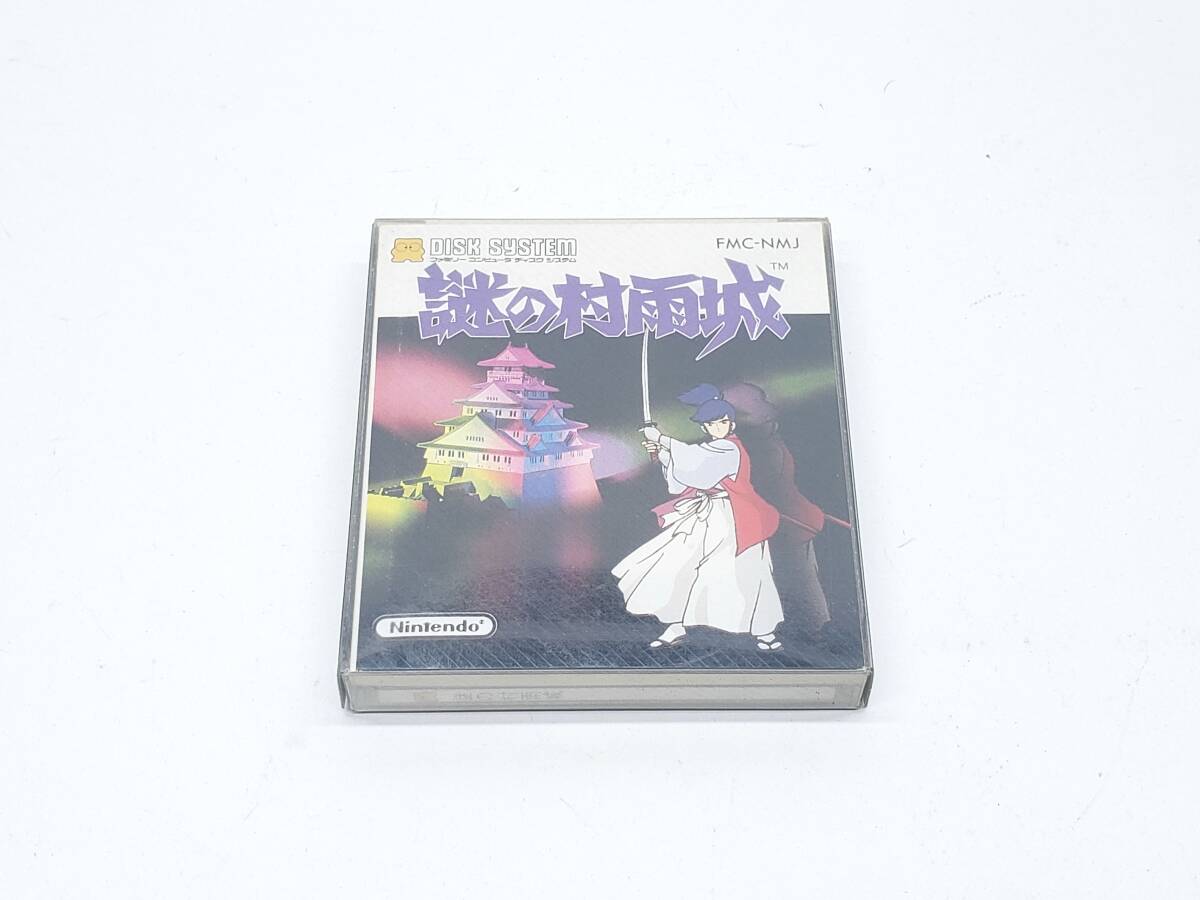 DISK SYSTEM
FMC-NMJ
ファミリー コンピュータ ディスク システム
謎の村雨城
TM
Nintendo